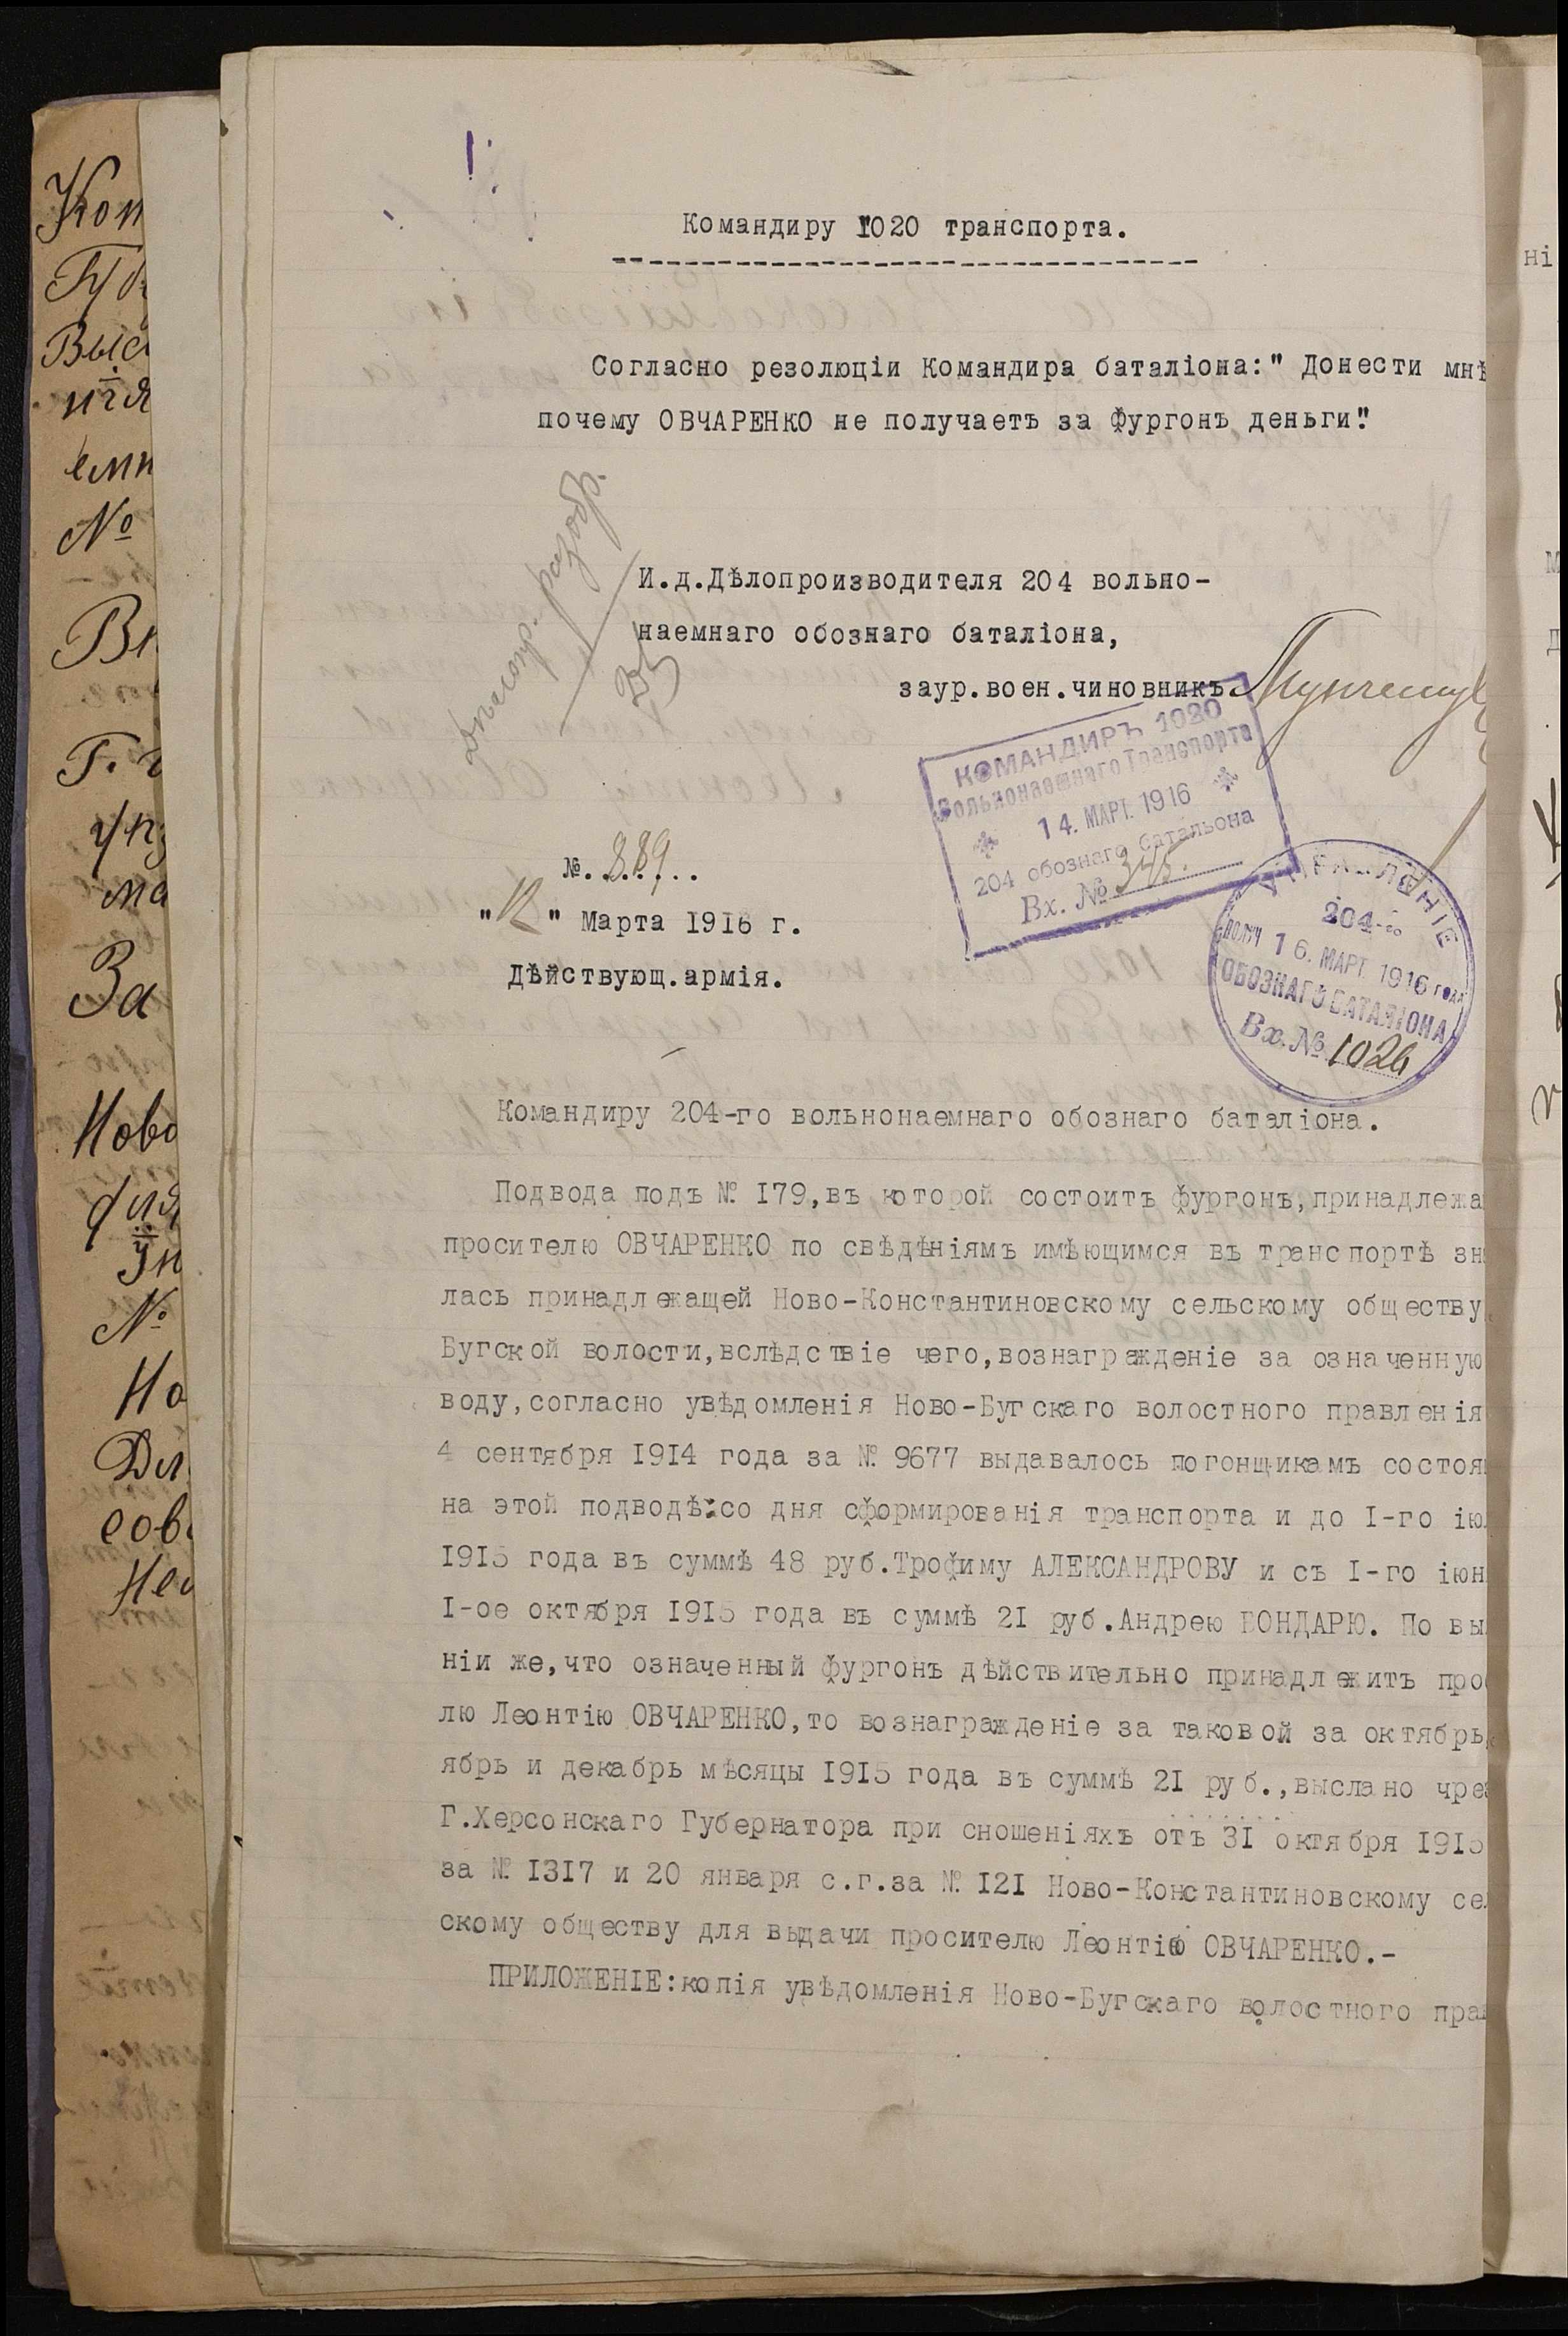 Командиру 1020 транспорта.
Согласно резолюціи Командира баталіона:" Донести мнѣ
почему ОВЧАРЕНКО не получаетъ за фургонъ деньги".
Дѣлопр. разобр.
И.д.Дѣлопроизводителя 204 вольно-
наемнаго обознаго баталіона,
заур.воен.чиновникъ
КОМАНДИРЪ 1020
Вольнонаемнаго Транспорта
14. МАРТ. 1916
204 обознаго батальона
Вх. № 345.
№. 889
"12" Марта 1916 г.
Дѣйствующ.армія.
УПРАВЛЕНІЕ
204-го
ПОЛУЧ 16. МАРТ. 1916 года
ОБОЗНАГО БАТАЛІОНА
Вх. № 1026
Командиру 204-го вольнонаемнаго обознаго баталіона.
Подвода подъ № 179,въ которой состоитъ фургонъ,принадлежа
просителю ОВЧАРЕНКО по свѣдѣніямъ имѣющимся въ транспортѣ зн
лась принадлежащей Ново-Константиновскому сельскому обществу
Бугской волости,вслѣдствіе чего,вознагражденіе за означенную
воду,согласно увѣдомленія Ново-Бугскаго волостного правленія
4 сентября 1914 года за № 9677 выдавалось погонщикамъ состоя
на этой подводѣ:со дня сформированія транспорта и до 1-го ію
1915 года въ суммѣ 48 руб.Трофиму АЛЕКСАНДРОВУ и съ 1-го іюн
1-ое октября 1915 года въ суммѣ 21 руб.Андрею БОНДАРЮ. По вы
ніи же,что означенный фургонъ дѣйствительно принадлежитъ про
лю Леонтію ОВЧАРЕНКО,то вознагражденіе за таковой за октябрь,
ябрь и декабрь мѣсяцы 1915 года въ суммѣ 21 руб.,выслано чре
Г.Херсонскаго Губернатора при сношеніяхъ отъ 31 октября 1915
за № 1317 и 20 января с.г.за № 121 Ново-Константиновскому се
скому обществу для выдачи просителю Леонтію ОВЧАРЕНКО.-
ПРИЛОЖЕНІЕ:копія увѣдомленія Ново-Бугскаго волостного пра